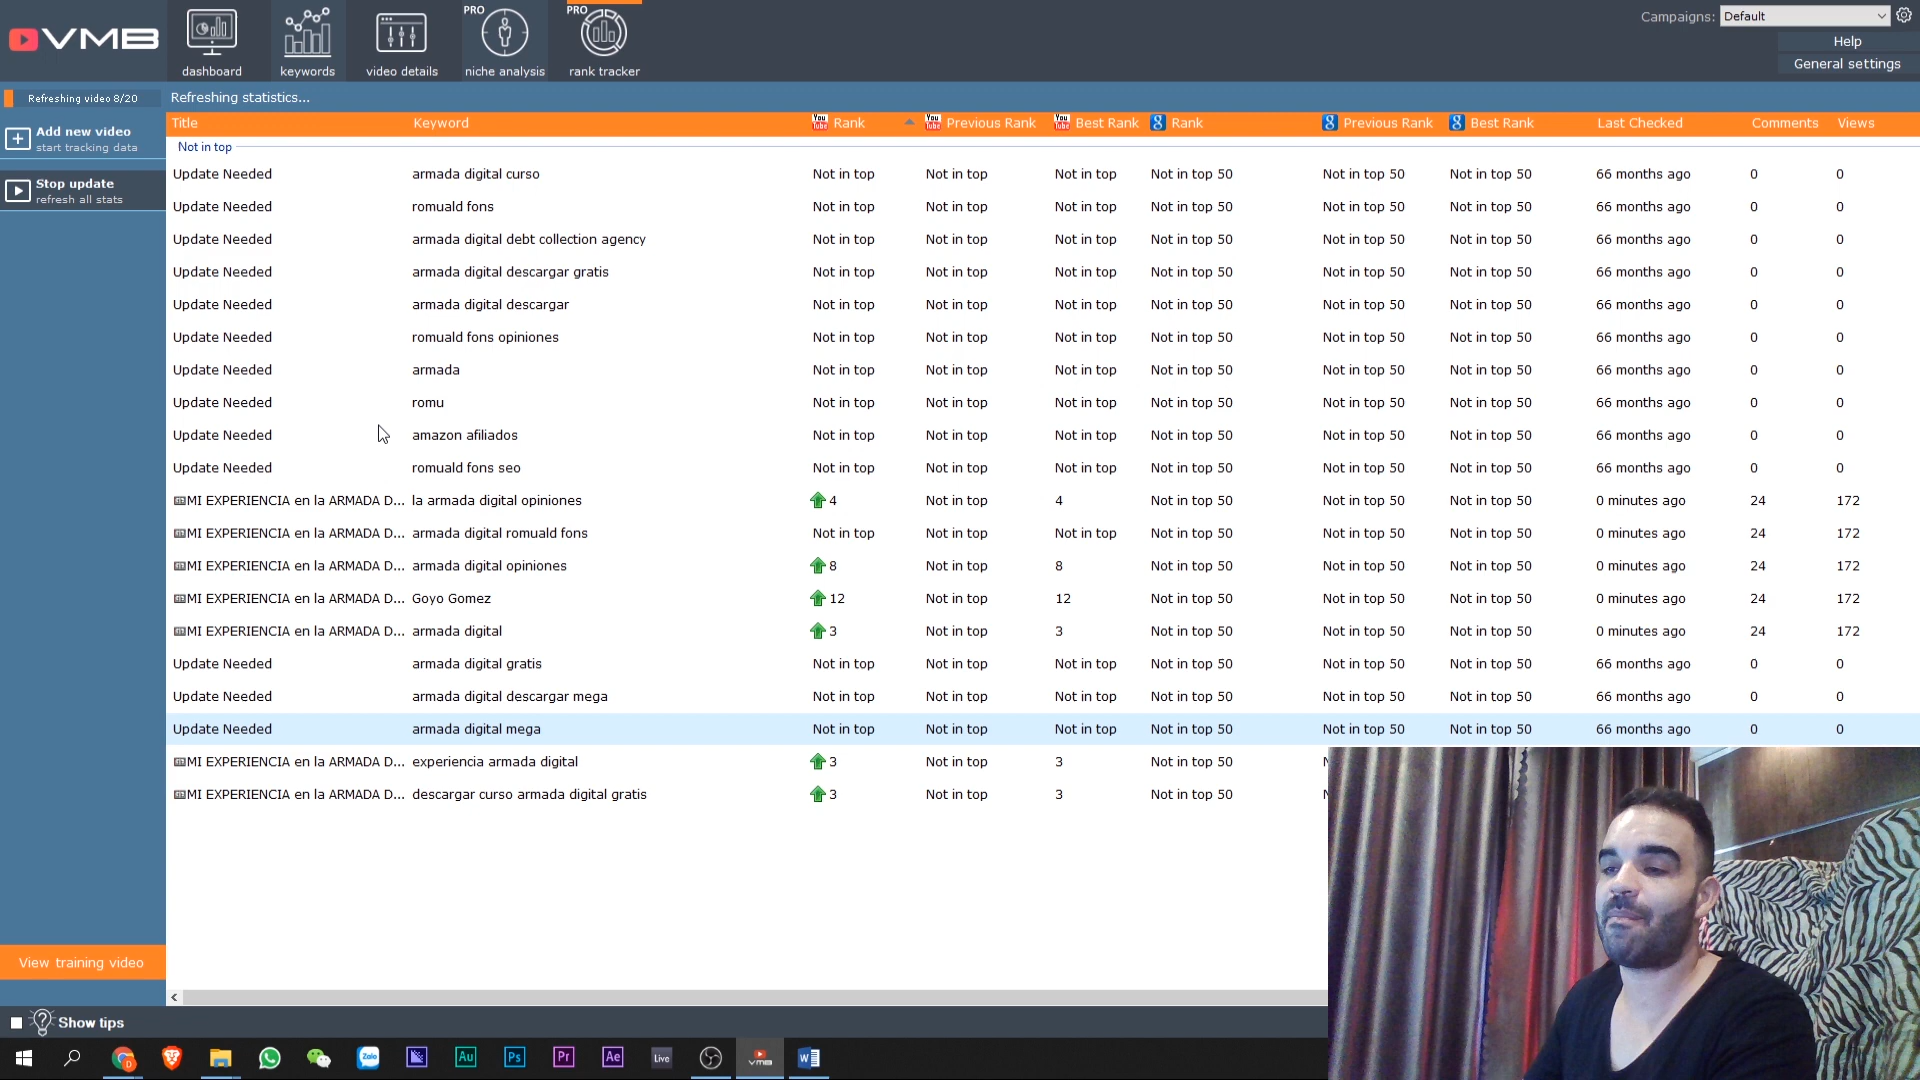 VMB
dashboard
keywords
video details
PRO
niche analysis
PRO
rank tracker
Campaigns: Default
Help
General settings
Refreshing video 8/20
Refreshing statistics...
Add new video
start tracking data
Stop update
refresh all stats
Title Keyword You Tube Rank You Tube Previous Rank You Tube Best Rank 8 Rank 8 Previous Rank 8 Best Rank Last Checked Comments Views
Not in top
Update Needed armada digital curso Not in top Not in top Not in top Not in top 50 Not in top 50 Not in top 50 66 months ago 0 0
Update Needed romuald fons Not in top Not in top Not in top Not in top 50 Not in top 50 Not in top 50 66 months ago 0 0
Update Needed armada digital debt collection agency Not in top Not in top Not in top Not in top 50 Not in top 50 Not in top 50 66 months ago 0 0
Update Needed armada digital descargar gratis Not in top Not in top Not in top Not in top 50 Not in top 50 Not in top 50 66 months ago 0 0
Update Needed armada digital descargar Not in top Not in top Not in top Not in top 50 Not in top 50 Not in top 50 66 months ago 0 0
Update Needed romuald fons opiniones Not in top Not in top Not in top Not in top 50 Not in top 50 Not in top 50 66 months ago 0 0
Update Needed armada Not in top Not in top Not in top Not in top 50 Not in top 50 Not in top 50 66 months ago 0 0
Update Needed romu Not in top Not in top Not in top Not in top 50 Not in top 50 Not in top 50 66 months ago 0 0
Update Needed amazon afiliados Not in top Not in top Not in top Not in top 50 Not in top 50 Not in top 50 66 months ago 0 0
Update Needed romuald fons seo Not in top Not in top Not in top Not in top 50 Not in top 50 Not in top 50 66 months ago 0 0
MI EXPERIENCIA en la ARMADA D... la armada digital opiniones 4 Not in top 4 Not in top 50 Not in top 50 Not in top 50 0 minutes ago 24 172
MI EXPERIENCIA en la ARMADA D... armada digital romuald fons Not in top Not in top Not in top Not in top 50 Not in top 50 Not in top 50 0 minutes ago 24 172
MI EXPERIENCIA en la ARMADA D... armada digital opiniones 8 Not in top 8 Not in top 50 Not in top 50 Not in top 50 0 minutes ago 24 172
MI EXPERIENCIA en la ARMADA D... Goyo Gomez 12 Not in top 12 Not in top 50 Not in top 50 Not in top 50 0 minutes ago 24 172
MI EXPERIENCIA en la ARMADA D... armada digital 3 Not in top 3 Not in top 50 Not in top 50 Not in top 50 0 minutes ago 24 172
Update Needed armada digital gratis Not in top Not in top Not in top Not in top 50 Not in top 50 Not in top 50 66 months ago 0 0
Update Needed armada digital descargar mega Not in top Not in top Not in top Not in top 50 Not in top 50 Not in top 50 66 months ago 0 0
Update Needed armada digital mega Not in top Not in top Not in top Not in top 50 Not in top 50 Not in top 50 66 months ago 0 0
MI EXPERIENCIA en la ARMADA D... experiencia armada digital 3 Not in top 3 Not in top 50
MI EXPERIENCIA en la ARMADA D... descargar curso armada digital gratis 3 Not in top 3 Not in top 50
View training video
Show tips
D Zalo Au Ps Pr Ae Live VMB W